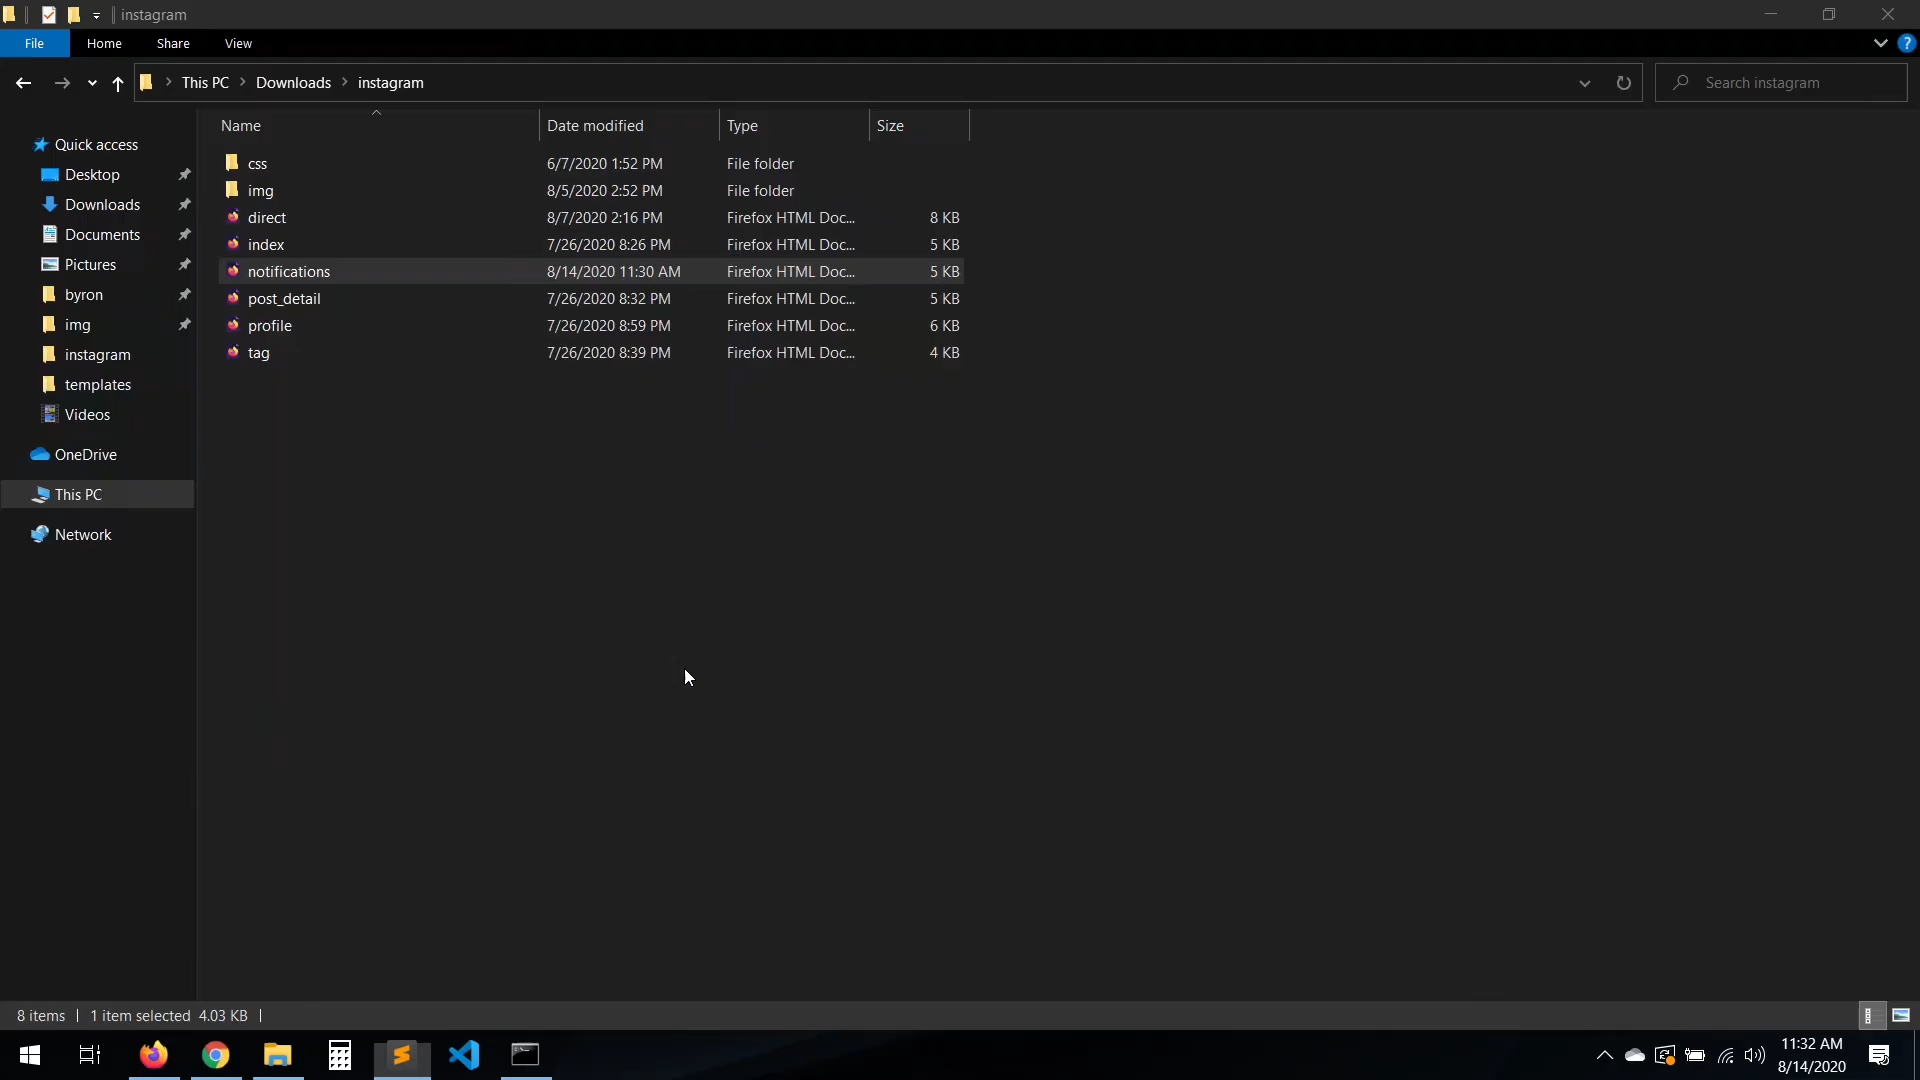 instagram
File Home Share View
This PC Downloads instagram Search instagram
Name Date modified Type Size
Quick access
Desktop
Downloads
Documents
Pictures
byron
img
instagram
templates
Videos
OneDrive
This PC
Network
css 6/7/2020 1:52 PM File folder
img 8/5/2020 2:52 PM File folder
direct 8/7/2020 2:16 PM Firefox HTML Doc... 8 KB
index 7/26/2020 8:26 PM Firefox HTML Doc... 5 KB
notifications 8/14/2020 11:30 AM Firefox HTML Doc... 5 KB
post_detail 7/26/2020 8:32 PM Firefox HTML Doc... 5 KB
profile 7/26/2020 8:59 PM Firefox HTML Doc... 6 KB
tag 7/26/2020 8:39 PM Firefox HTML Doc... 4 KB
8 items 1 item selected 4.03 KB
11:32 AM
8/14/2020